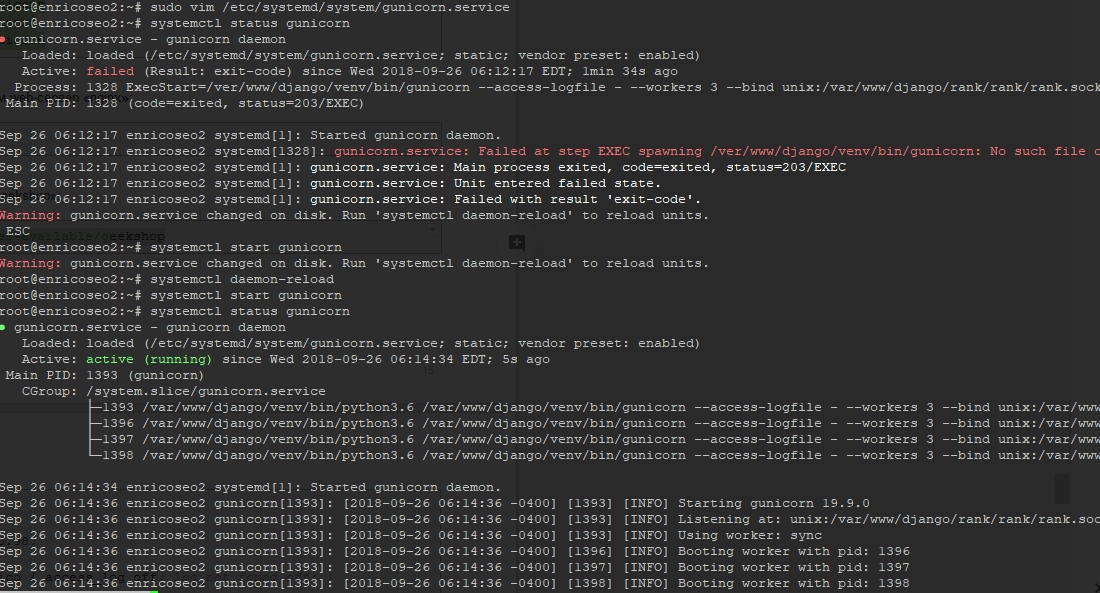 root@enricoseo2:~# sudo vim /etc/systemd/system/gunicorn.service
root@enricoseo2:~# systemctl status gunicorn
● gunicorn.service - gunicorn daemon
Loaded: loaded (/etc/systemd/system/gunicorn.service; static; vendor preset: enabled)
Active: failed (Result: exit-code) since Wed 2018-09-26 06:12:17 EDT; 1min 34s ago
Process: 1328 ExecStart=/ver/www/django/venv/bin/gunicorn --access-logfile - --workers 3 --bind unix:/var/www/django/rank/rank/rank.sock
Main PID: 1328 (code=exited, status=203/EXEC)
Sep 26 06:12:17 enricoseo2 systemd[1]: Started gunicorn daemon.
Sep 26 06:12:17 enricoseo2 systemd[1328]: gunicorn.service: Failed at step EXEC spawning /ver/www/django/venv/bin/gunicorn: No such file
Sep 26 06:12:17 enricoseo2 systemd[1]: gunicorn.service: Main process exited, code=exited, status=203/EXEC
Sep 26 06:12:17 enricoseo2 systemd[1]: gunicorn.service: Unit entered failed state.
Sep 26 06:12:17 enricoseo2 systemd[1]: gunicorn.service: Failed with result 'exit-code'.
Warning: gunicorn.service changed on disk. Run 'systemctl daemon-reload' to reload units.
ESC
root@enricoseo2:~# systemctl start gunicorn
Warning: gunicorn.service changed on disk. Run 'systemctl daemon-reload' to reload units.
root@enricoseo2:~# systemctl daemon-reload
root@enricoseo2:~# systemctl start gunicorn
root@enricoseo2:~# systemctl status gunicorn
● gunicorn.service - gunicorn daemon
Loaded: loaded (/etc/systemd/system/gunicorn.service; static; vendor preset: enabled)
Active: active (running) since Wed 2018-09-26 06:14:34 EDT; 5s ago
Main PID: 1393 (gunicorn)
CGroup: /system.slice/gunicorn.service
├─1393 /var/www/django/venv/bin/python3.6 /var/www/django/venv/bin/gunicorn --access-logfile - --workers 3 --bind unix:/var/www
├─1396 /var/www/django/venv/bin/python3.6 /var/www/django/venv/bin/gunicorn --access-logfile - --workers 3 --bind unix:/var/www
├─1397 /var/www/django/venv/bin/python3.6 /var/www/django/venv/bin/gunicorn --access-logfile - --workers 3 --bind unix:/var/www
└─1398 /var/www/django/venv/bin/python3.6 /var/www/django/venv/bin/gunicorn --access-logfile - --workers 3 --bind unix:/var/www
Sep 26 06:14:34 enricoseo2 systemd[1]: Started gunicorn daemon.
Sep 26 06:14:36 enricoseo2 gunicorn[1393]: [2018-09-26 06:14:36 -0400] [1393] [INFO] Starting gunicorn 19.9.0
Sep 26 06:14:36 enricoseo2 gunicorn[1393]: [2018-09-26 06:14:36 -0400] [1393] [INFO] Listening at: unix:/var/www/django/rank/rank/rank.soc
Sep 26 06:14:36 enricoseo2 gunicorn[1393]: [2018-09-26 06:14:36 -0400] [1393] [INFO] Using worker: sync
Sep 26 06:14:36 enricoseo2 gunicorn[1393]: [2018-09-26 06:14:36 -0400] [1396] [INFO] Booting worker with pid: 1396
Sep 26 06:14:36 enricoseo2 gunicorn[1393]: [2018-09-26 06:14:36 -0400] [1397] [INFO] Booting worker with pid: 1397
Sep 26 06:14:36 enricoseo2 gunicorn[1393]: [2018-09-26 06:14:36 -0400] [1398] [INFO] Booting worker with pid: 1398